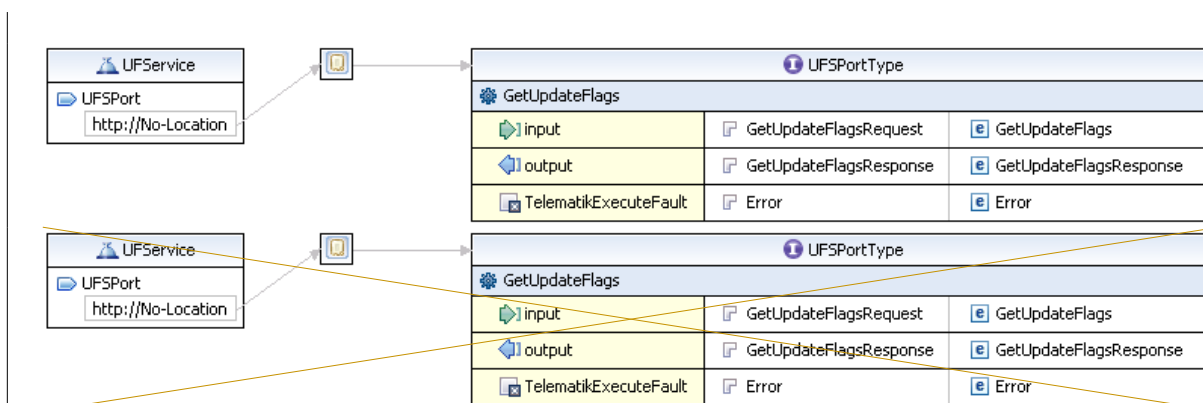 UFService
UFSPort
http://No-Location
UFSPortType
GetUpdateFlags
input GetUpdateFlagsRequest GetUpdateFlags
output GetUpdateFlagsResponse GetUpdateFlagsResponse
TelematikExecuteFault Error Error
UFService
UFSPort
http://No-Location
UFSPortType
GetUpdateFlags
input GetUpdateFlagsRequest GetUpdateFlags
output GetUpdateFlagsResponse GetUpdateFlagsResponse
TelematikExecuteFault Error Error